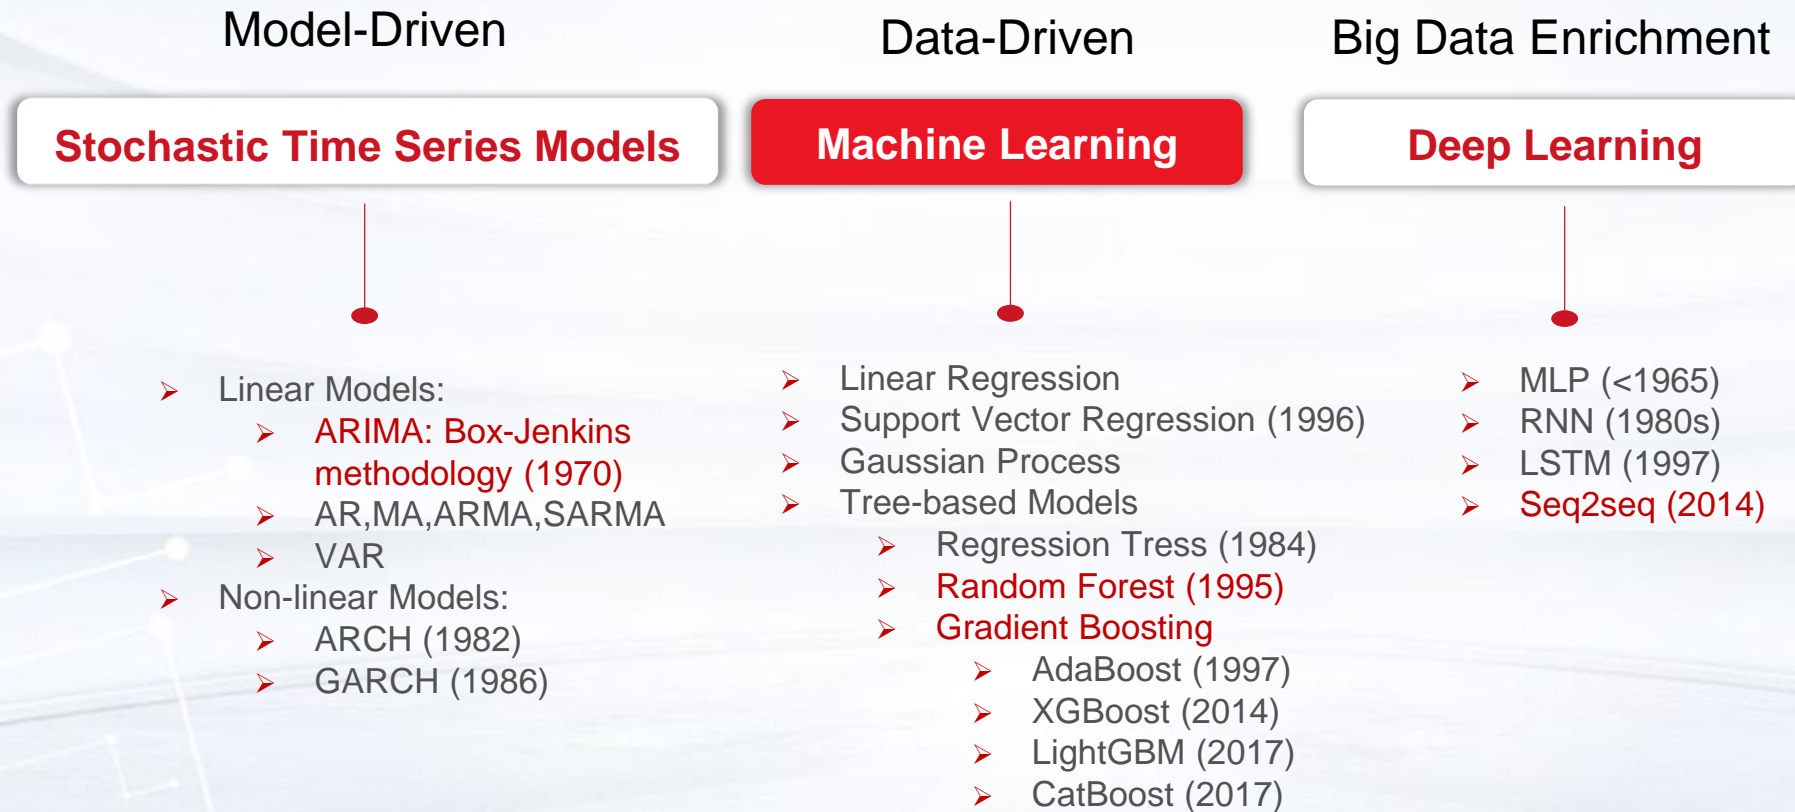 Model-Driven
Stochastic Time Series Models
Linear Models:
ARIMA: Box-Jenkins
methodology (1970)
AR,MA,ARMA,SARMA
VAR
Non-linear Models:
ARCH (1982)
GARCH (1986)
Data-Driven
Machine Learning
Linear Regression
Support Vector Regression (1996)
Gaussian Process
Tree-based Models
Regression Tress (1984)
Random Forest (1995)
Gradient Boosting
AdaBoost (1997)
XGBoost (2014)
LightGBM (2017)
CatBoost (2017)
Big Data Enrichment
Deep Learning
MLP (<1965)
RNN (1980s)
LSTM (1997)
Seq2seq (2014)